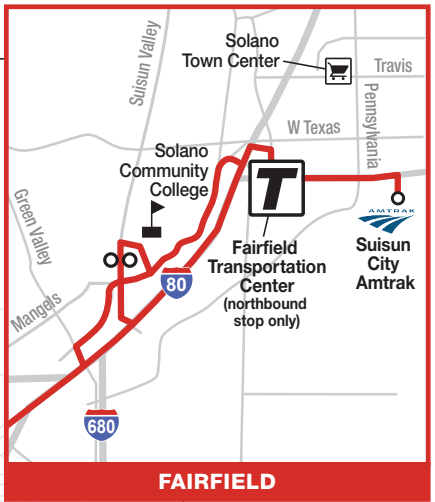 Suisun Valley
Solano
Town Center
Travis
Pennsylvania
W Texas
Solano
Community
College
T
AMTRAK
Green Valley
Fairfield
Transportation
Center
(northbound
stop only)
Suisun
City
Amtrak
80
Mangels
680
FAIRFIELD